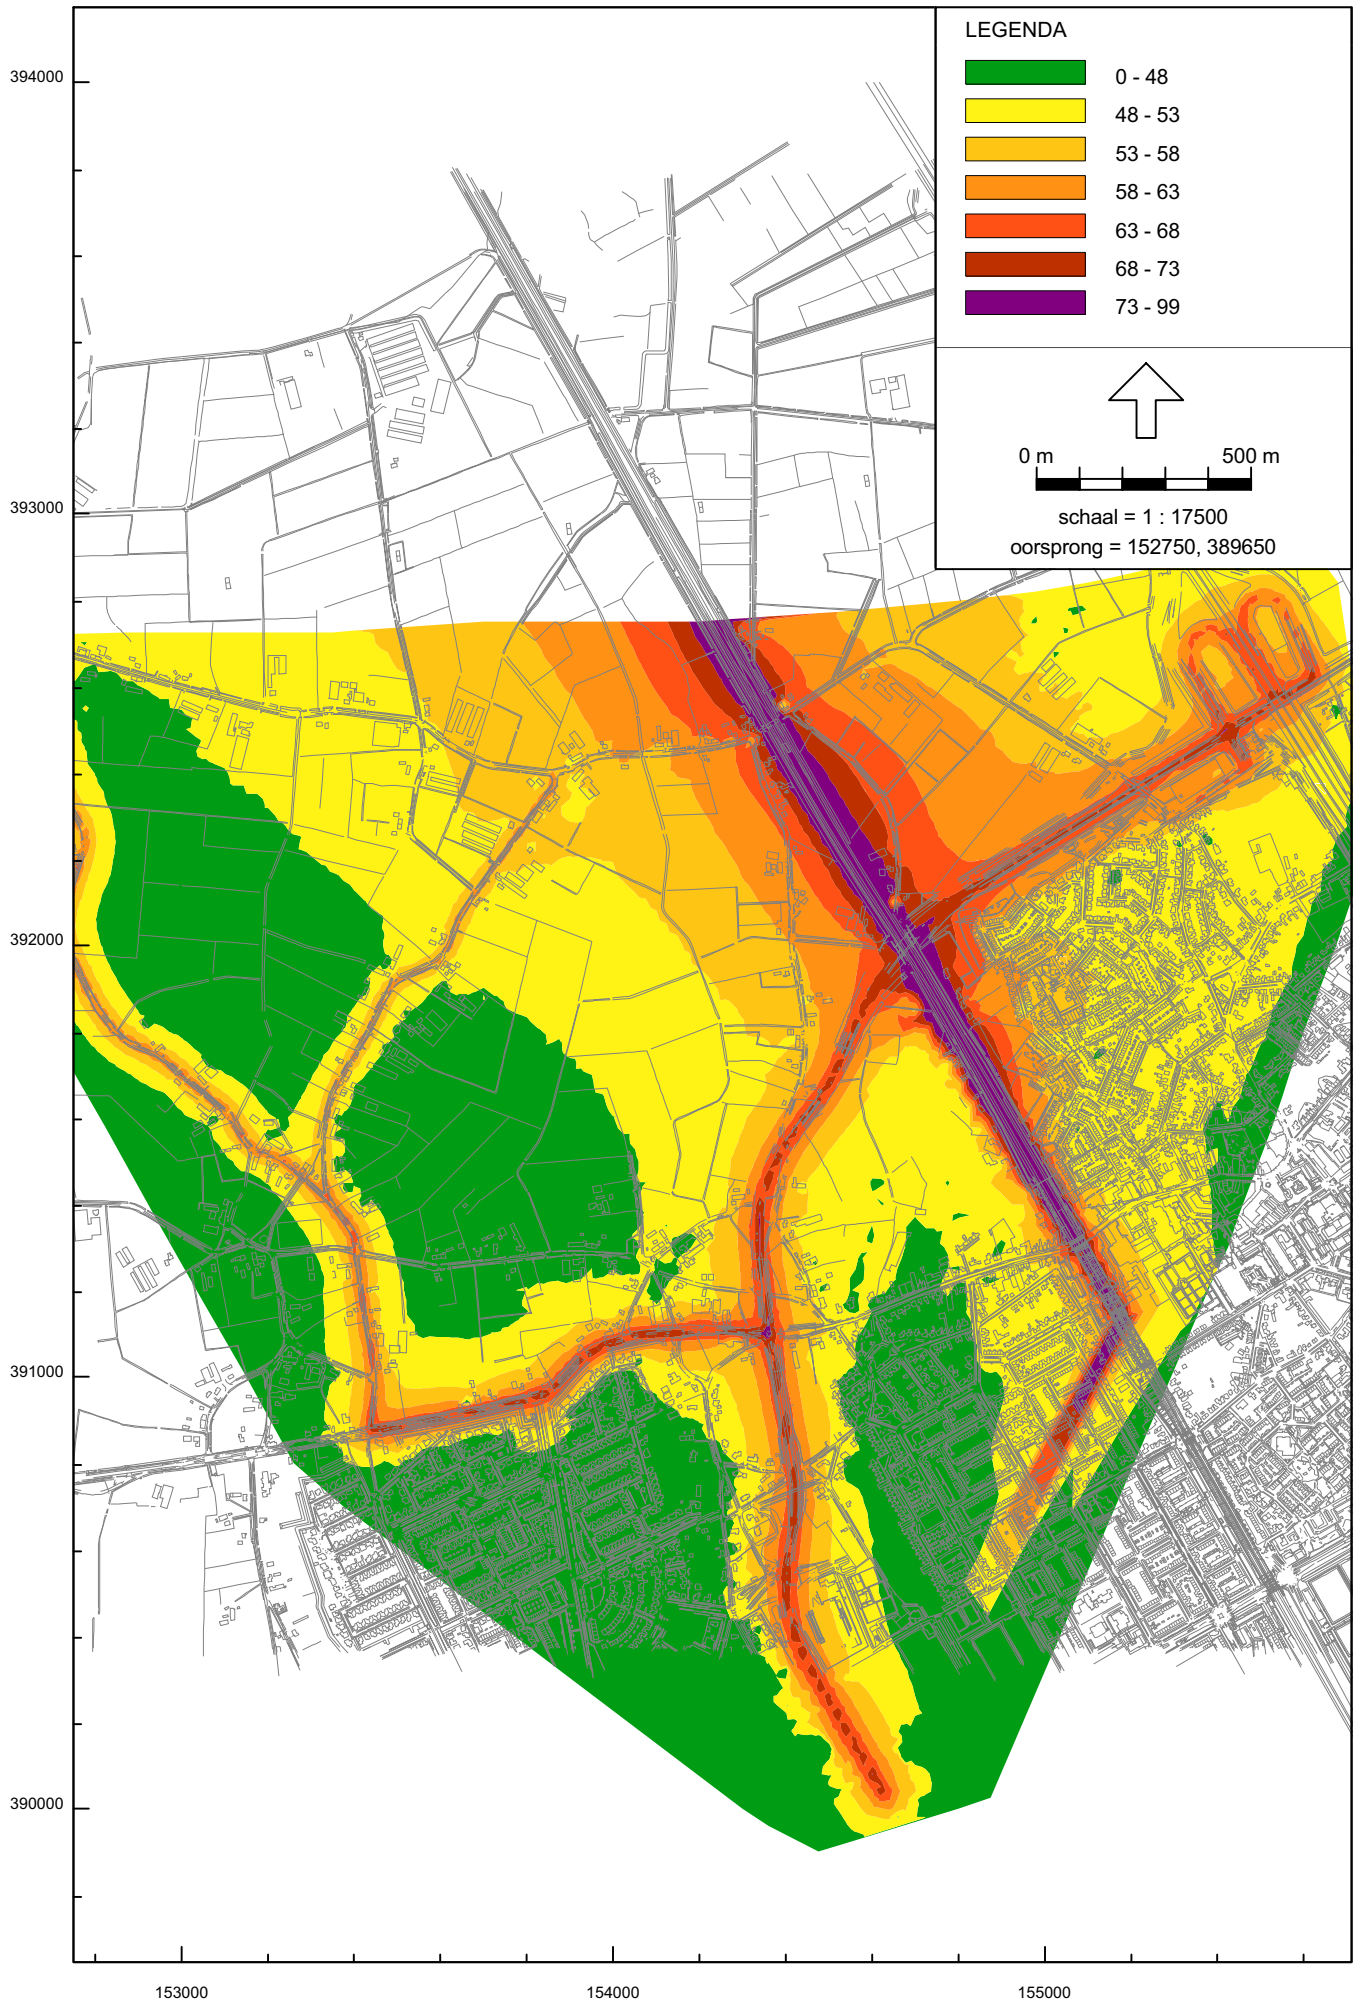 LEGENDA
0 - 48
48 - 53
53 - 58
58 - 63
63 - 68
68 - 73
73 - 99
0 m 500 m
schaal = 1 : 17500
oorsprong = 152750, 389650
394000
393000
392000
391000
390000
153000 154000 155000